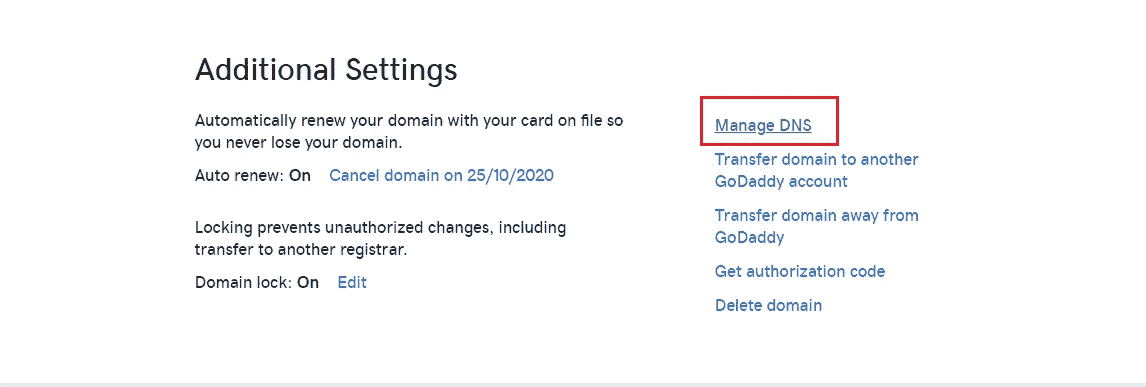 Additional Settings
Automatically renew your domain with your card on file so
you never lose your domain.
Auto renew: On Cancel domain on 25/10/2020
Locking prevents unauthorized changes, including
transfer to another registrar.
Domain lock: On Edit
Manage DNS
Transfer domain to another
GoDaddy account
Transfer domain away from
GoDaddy
Get authorization code
Delete domain